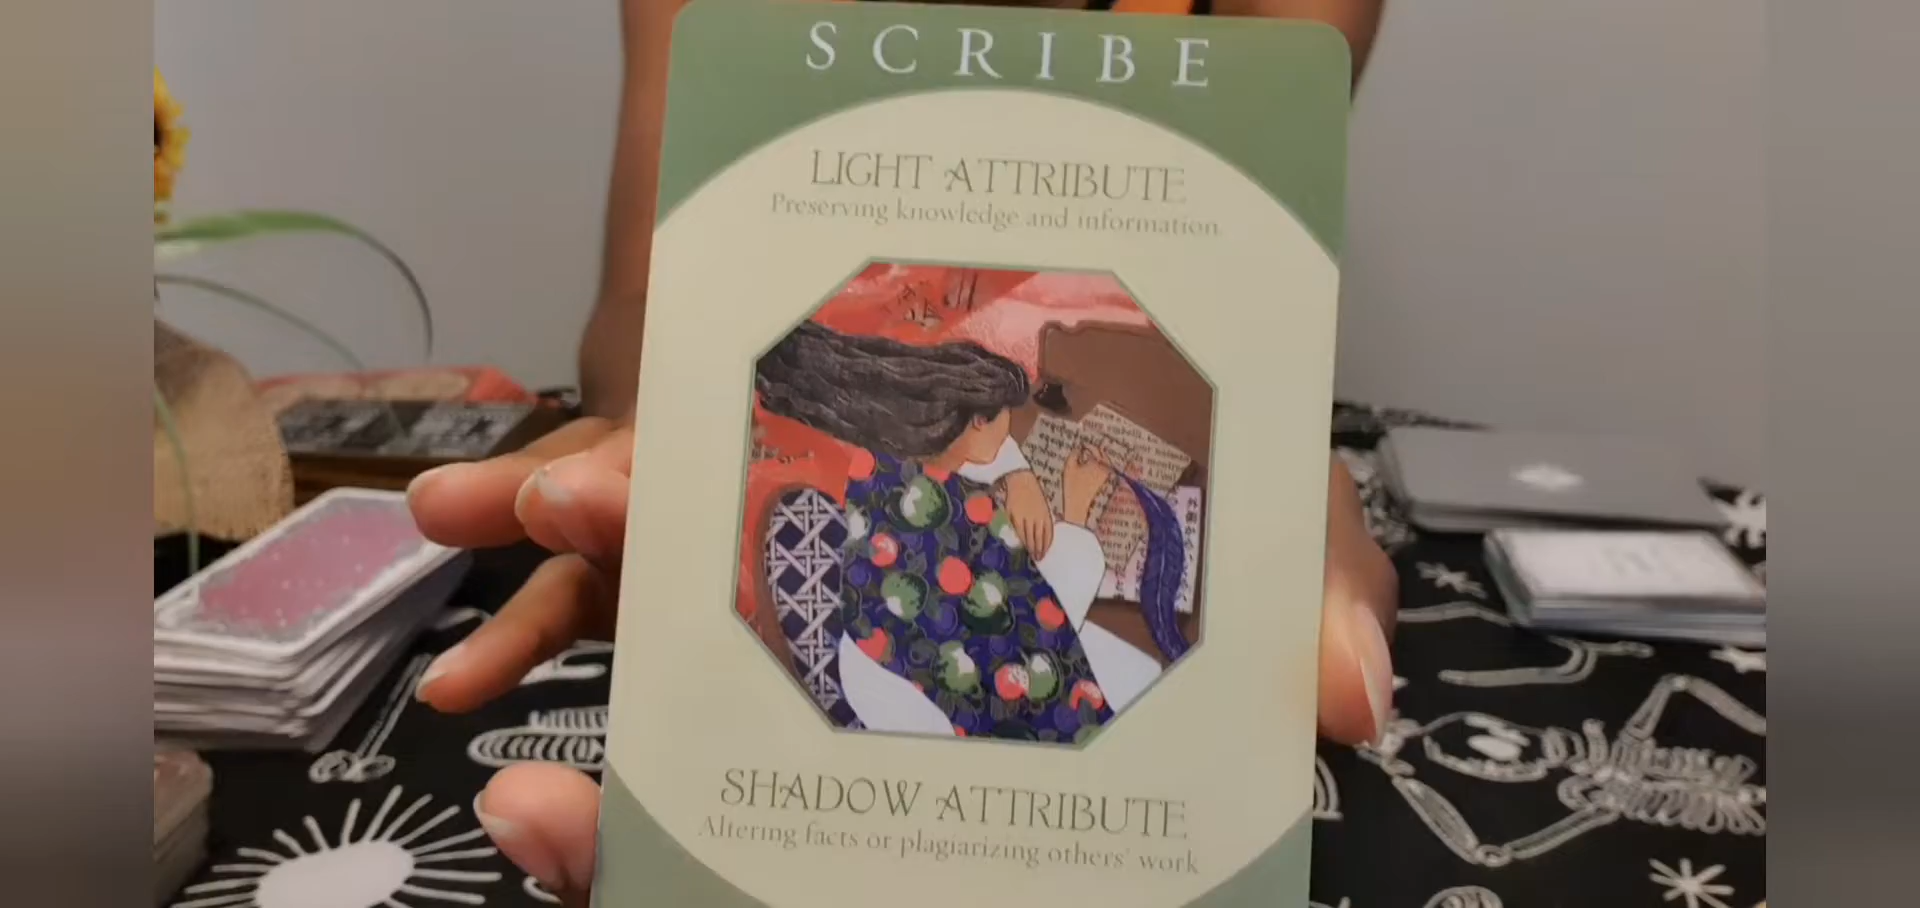 SCRIBE
LIGHT ATTRIBUTE
Preserving knowledge and information
SHADOW ATTRIBUTE
Altering facts or plagiarizing others' work